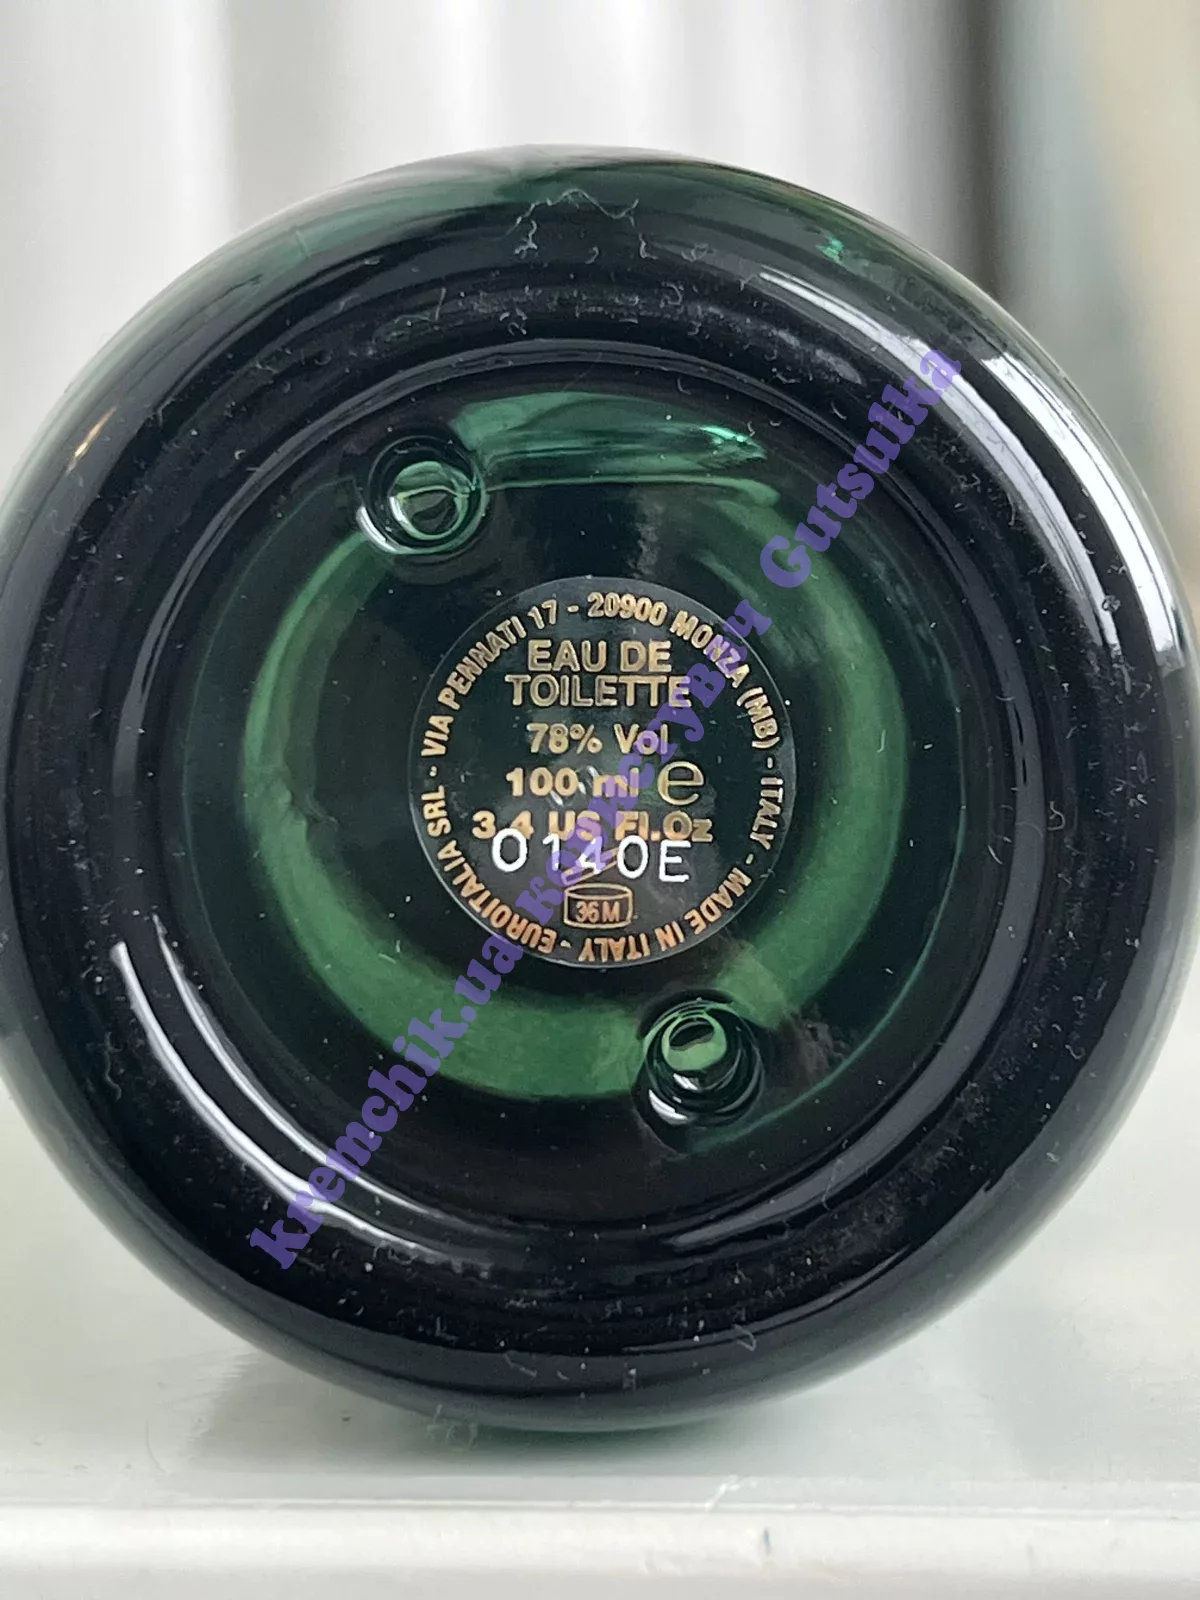 EUROITALIA SRL - VIA PENNATI 17 - 20900 MONZA (MB) - ITALY - MADE IN ITALY -
EAU DE
TOILETTE
78% Vol
100 ml e
3.4 US Fl.Oz
0140E
36M
kremchik.ua користувач Gutsulka